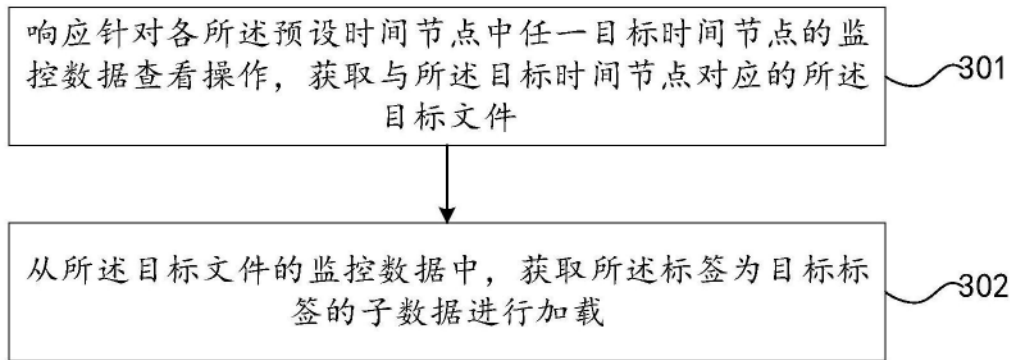 响应针对各所述预设时间节点中任一目标时间节点的监
控数据查看操作，获取与所述目标时间节点对应的所述
目标文件
301
从所述目标文件的监控数据中，获取所述标签为目标标
签的子数据进行加载
302